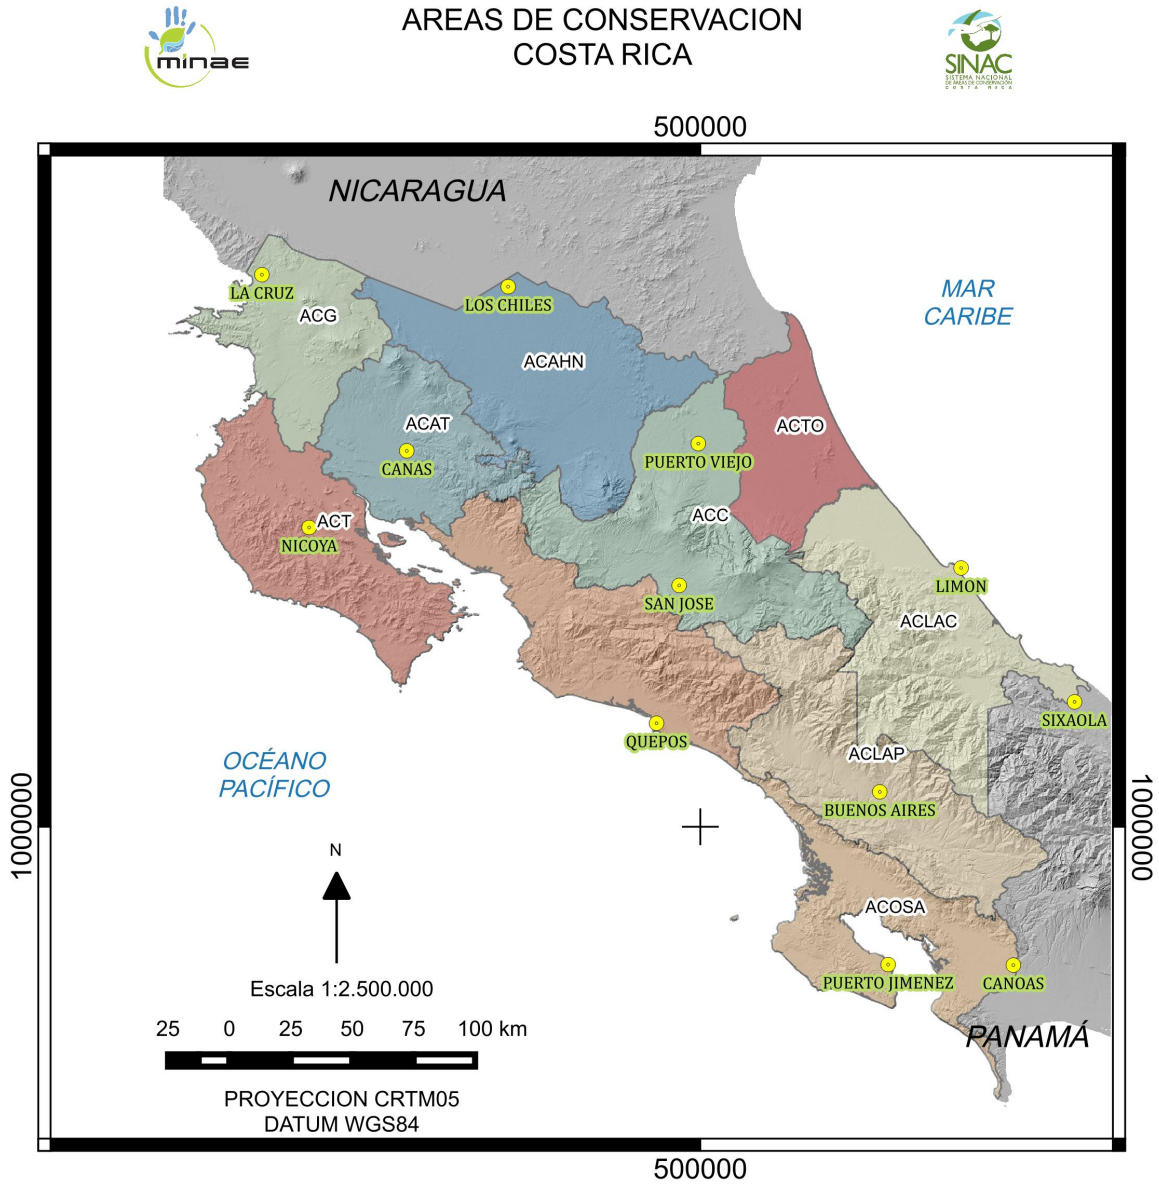 AREAS DE CONSERVACION
COSTA RICA
minae
SINAC
SISTEMA NACIONAL
DE ÁREAS DE CONSERVACIÓN
COSTA RICA
500000
NICARAGUA
MAR
CARIBE
LA CRUZ
LOS CHILES
ACG
ACAHN
ACAT
ACTO
CANAS
PUERTO VIEJO
ACC
ACT
NICOYA
LIMON
SAN JOSE
ACLAC
SIXAOLA
QUEPOS
ACLAP
OCÉANO
PACÍFICO
BUENOS AIRES
1000000
1000000
N
ACOSA
PUERTO JIMENEZ
CANOAS
Escala 1:2.500.000
25 0 25 50 75 100 km
PANAMÁ
PROYECCION CRTM05
DATUM WGS84
500000